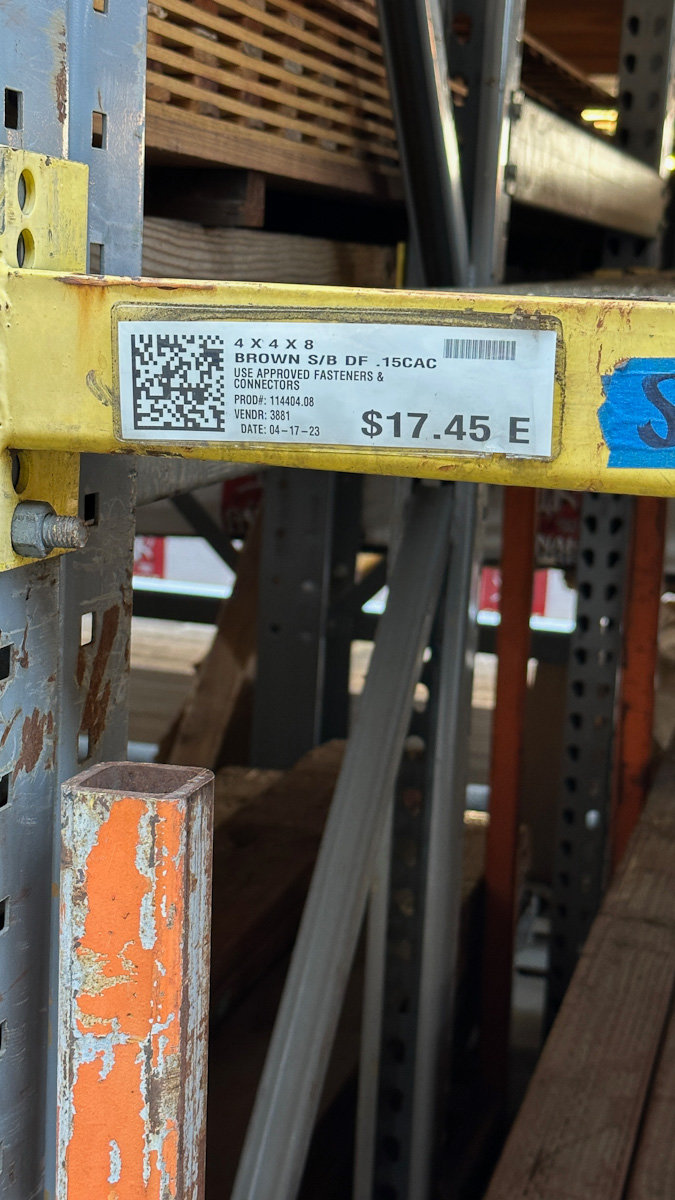 4 X 4 X 8
BROWN S/B DF .15CAC
USE APPROVED FASTENERS &
CONNECTORS
PROD#: 114404.08
VENDR: 3881
DATE: 04-17-23
$17.45 E